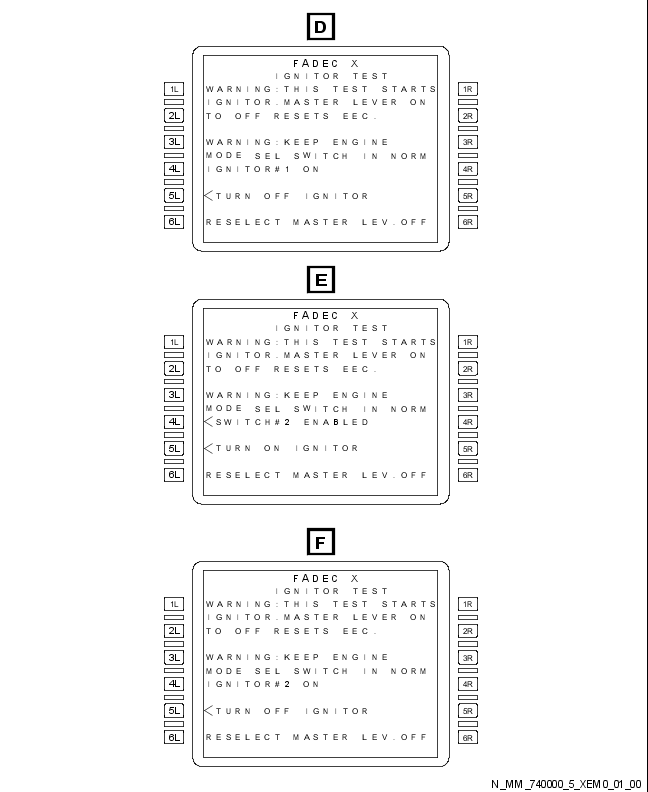 D
FADEC X
IGNITOR TEST
1L WARNING:THIS TEST STARTS 1R
IGNITOR.MASTER LEVER ON
2L TO OFF RESETS EEC. 2R
3L WARNING:KEEP ENGINE 3R
MODE SEL SWITCH IN NORM
4L IGNITOR#1 ON 4R
5L <TURN OFF IGNITOR 5R
6L RESELECT MASTER LEV.OFF 6R
E
FADEC X
IGNITOR TEST
1L WARNING:THIS TEST STARTS 1R
IGNITOR.MASTER LEVER ON
2L TO OFF RESETS EEC. 2R
3L WARNING:KEEP ENGINE 3R
MODE SEL SWITCH IN NORM
4L <SWITCH#2 ENABLED 4R
5L <TURN ON IGNITOR 5R
6L RESELECT MASTER LEV.OFF 6R
F
FADEC X
IGNITOR TEST
1L WARNING:THIS TEST STARTS 1R
IGNITOR.MASTER LEVER ON
2L TO OFF RESETS EEC. 2R
3L WARNING:KEEP ENGINE 3R
MODE SEL SWITCH IN NORM
4L IGNITOR#2 ON 4R
5L <TURN OFF IGNITOR 5R
6L RESELECT MASTER LEV.OFF 6R
N_MM_740000_5_XEM0_01_00